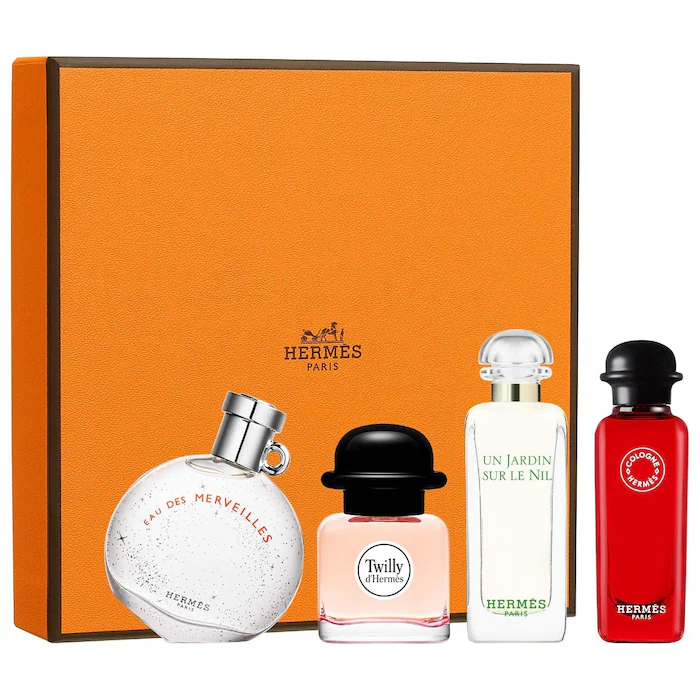 HERMÈS
PARIS
EAU DES MERVEILLES
HERMÈS
PARIS
Twilly
d'Hermès
UN JARDIN
SUR LE NIL
HERMÈS
PARIS
COLOGNE
HERMÈS
HERMÈS
PARIS